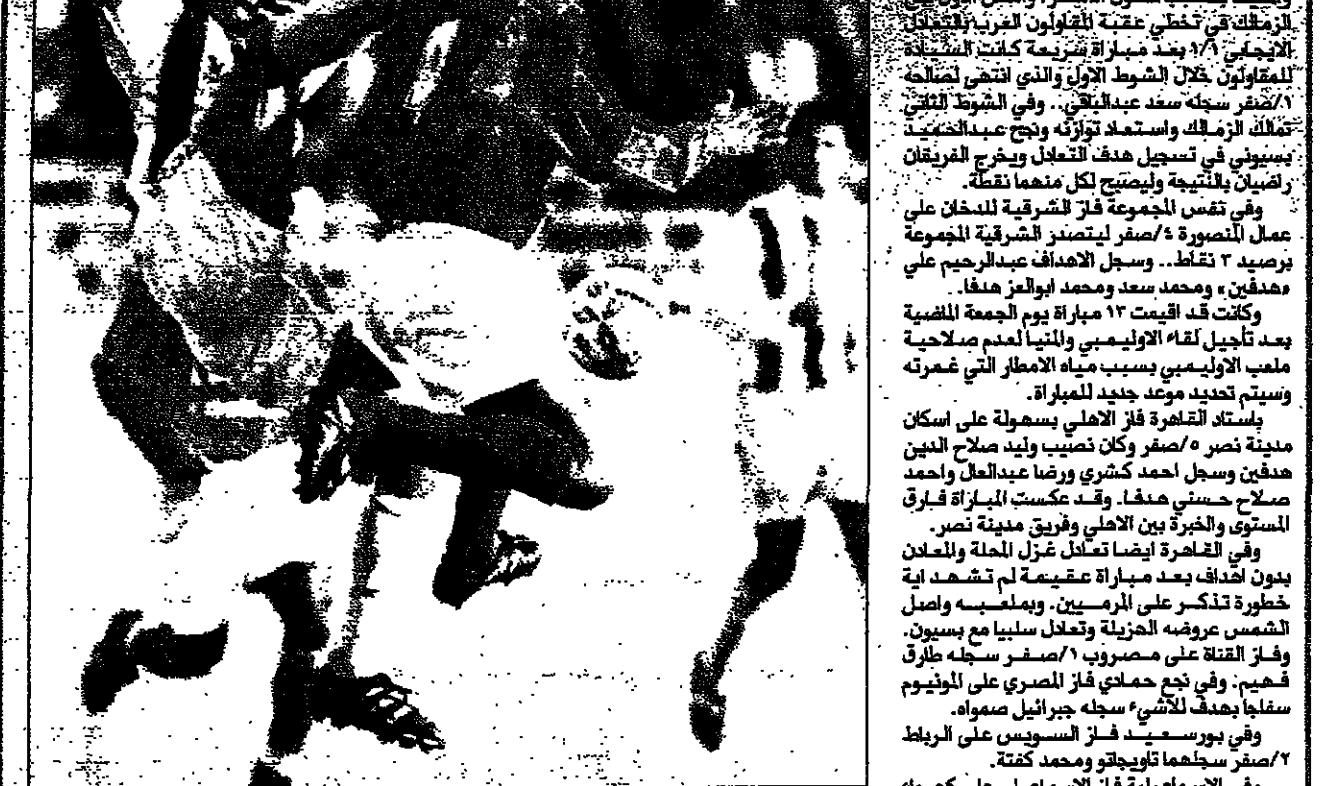 الزمالك في تخطي عقبة المقاولون العرب بالتعادل
الايجابي ١/١ بعد مباراة سريعة كانت السيادة
للمقاولون خلال الشوط الاول والذي انتهى لصالحه
١/صفر سجله سعد عبدالباقي.. وفي الشوط الثاني
تمالك الزمالك واستعاد توازنه ونجح عبدالحميد
بسيوني في تسجيل هدف التعادل ويخرج الفريقان
راضيان بالنتيجة وليصبح لكل منهما نقطة.
وفي نفس المجموعة فاز الشرقية للدخان على
عمال المنصورة ٤/صفر ليتصدر الشرقية المجموعة
برصيد ٣ نقاط.. وسجل الاهداف عبدالرحيم علي
«هدفين» ومحمد سعد ومحمد ابوالعز هدفا.
وكانت قد اقيمت ١٣ مباراة يوم الجمعة الماضية
بعد تأجيل لقاء الاوليمبي والمنيا لعدم صلاحية
ملعب الاوليمبي بسبب مياه الامطار التي غمرته
وسيتم تحديد موعد جديد للمباراة.
باستاد القاهرة فاز الاهلي بسهولة على اسكان
مدينة نصر ٥/صفر وكان نصيب وليد صلاح الدين
هدفين وسجل احمد كشري ورضا عبدالعال واحمد
صلاح حسني هدفا. وقد عكست المباراة فارق
المستوى والخبرة بين الاهلي وفريق مدينة نصر.
وفي القاهرة ايضا تعادل غزل المحلة والمعادن
بدون اهداف بعد مباراة عقيمة لم تشهد اية
خطورة تذكر على المرميين. وبملعبه واصل
الشمس عروضه الهزيلة وتعادل سلبيا مع بسيون.
وفاز القناة على مصروب ١/صفر سجله طارق
فهيم. وفي نجع حمادي فاز المصري على المونيوم
سفاجا بهدف للاشيء سجله جبرائيل صمواه.
وفي بورسعيد فاز السويس على الرباط
٢/صفر سجلهما تاويجاتو ومحمد كفتة.